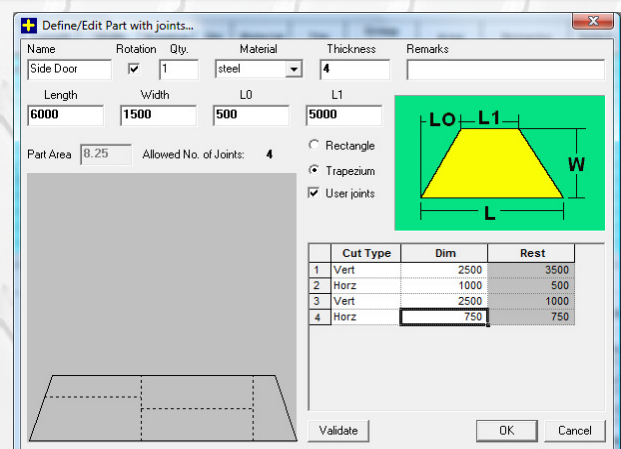 Define/Edit Part with joints...
Name Rotation Qty. Material Thickness Remarks
Side Door 1 steel 4
Length Width L0 L1
6000 1500 500 5000
Part Area 8.25 Allowed No. of Joints: 4
Rectangle
Trapezium
User joints
LO L1
W
L
Cut Type Dim Rest
1 Vert 2500 3500
2 Horz 1000 500
3 Vert 2500 1000
4 Horz 750 750
Validate OK Cancel